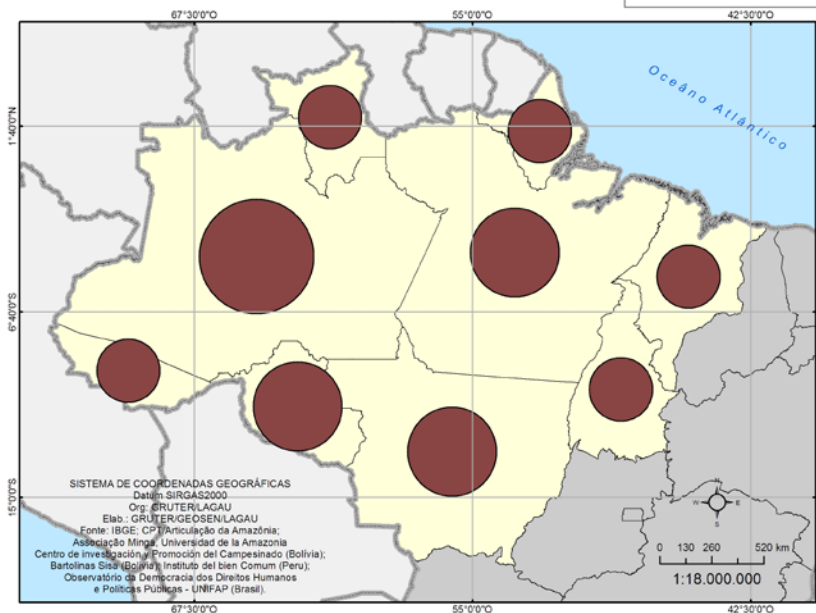 67°30'0"O
55°0'0"O
42°30'0"O
Oceáno Atlántico
1°40'0"N
6°40'0"S
15°0'0"S
SISTEMA DE COORDENADAS GEOGRÁFICAS
Datum SIRGAS2000
Org: GRUTER/LAGAU
Elab.: GRUTER/GEOSEN/LAGAU
Fonte: IBGE; CPT/Articulação da Amazônia;
Associação Minga, Universidad de la Amazonia
Centro de investigación y Promoción del Campesinado (Bolívia);
Bartolinas Sisa (Bolívia) Instituto del bien Comum (Peru);
Observatório da Democracia dos Direitos Humanos
e Políticas Públicas - UNIFAP (Brasil).
N
W
E
S
0 130 260 520 km
1:18.000.000
67°30'0"O
55°0'0"O
42°30'0"O